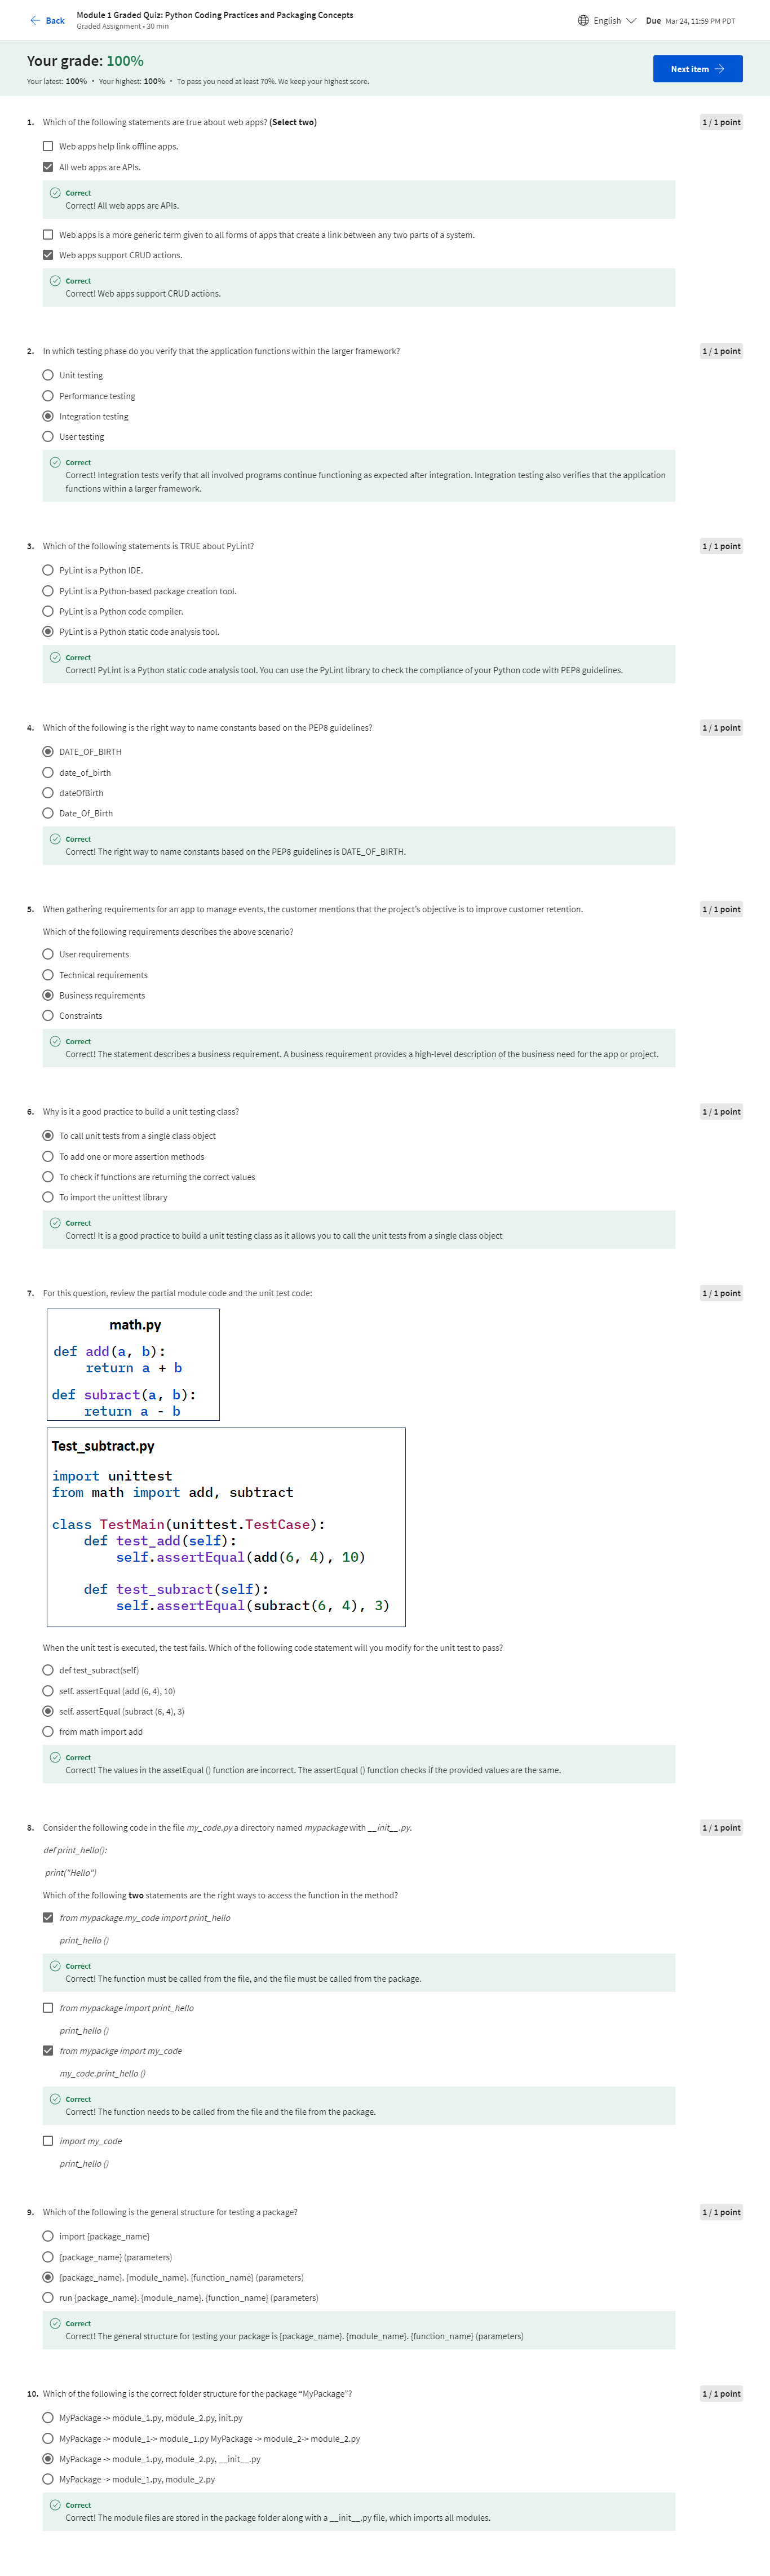 Back
Module 1 Graded Quiz: Python Coding Practices and Packaging Concepts
Graded Assignment • 30 min
English
Due Mar 24, 11:59 PM PDT
Your grade: 100%
Your latest: 100% • Your highest: 100% • To pass you need at least 70%. We keep your highest score.
Next item
1. Which of the following statements are true about web apps? (Select two)
1 / 1 point
Web apps help link offline apps.
All web apps are APIs.
Correct
Correct! All web apps are APIs.
Web apps is a more generic term given to all forms of apps that create a link between any two parts of a system.
Web apps support CRUD actions.
Correct
Correct! Web apps support CRUD actions.
2. In which testing phase do you verify that the application functions within the larger framework?
1 / 1 point
Unit testing
Performance testing
Integration testing
User testing
Correct
Correct! Integration tests verify that all involved programs continue functioning as expected after integration. Integration testing also verifies that the application
functions within a larger framework.
3. Which of the following statements is TRUE about PyLint?
1 / 1 point
PyLint is a Python IDE.
PyLint is a Python-based package creation tool.
PyLint is a Python code compiler.
PyLint is a Python static code analysis tool.
Correct
Correct! PyLint is a Python static code analysis tool. You can use the PyLint library to check the compliance of your Python code with PEP8 guidelines.
4. Which of the following is the right way to name constants based on the PEP8 guidelines?
1 / 1 point
DATE_OF_BIRTH
date_of_birth
dateOfBirth
Date_Of_Birth
Correct
Correct! The right way to name constants based on the PEP8 guidelines is DATE_OF_BIRTH.
5. When gathering requirements for an app to manage events, the customer mentions that the project's objective is to improve customer retention.
1 / 1 point
Which of the following requirements describes the above scenario?
User requirements
Technical requirements
Business requirements
Constraints
Correct
Correct! The statement describes a business requirement. A business requirement provides a high-level description of the business need for the app or project.
6. Why is it a good practice to build a unit testing class?
1 / 1 point
To call unit tests from a single class object
To add one or more assertion methods
To check if functions are returning the correct values
To import the unittest library
Correct
Correct! It is a good practice to build a unit testing class as it allows you to call the unit tests from a single class object
7. For this question, review the partial module code and the unit test code:
1 / 1 point
math.py
def add(a, b):
return a + b
def subract(a, b):
return a - b
Test_subtract.py
import unittest
from math import add, subtract
class TestMain(unittest.TestCase):
def test_add(self):
self.assertEqual(add(6, 4), 10)
def test_subract(self):
self.assertEqual(subract(6, 4), 3)
When the unit test is executed, the test fails. Which of the following code statement will you modify for the unit test to pass?
def test_subract(self)
self. assertEqual (add (6, 4), 10)
self. assertEqual (subract (6, 4), 3)
from math import add
Correct
Correct! The values in the assetEqual () function are incorrect. The assertEqual () function checks if the provided values are the same.
8. Consider the following code in the file my_code.py a directory named mypackage with __init__.py.
1 / 1 point
def print_hello():
print("Hello")
Which of the following two statements are the right ways to access the function in the method?
from mypackage.my_code import print_hello
print_hello ()
Correct
Correct! The function must be called from the file, and the file must be called from the package.
from mypackage import print_hello
print_hello ()
from mypackge import my_code
my_code.print_hello ()
Correct
Correct! The function needs to be called from the file and the file from the package.
import my_code
print_hello ()
9. Which of the following is the general structure for testing a package?
1 / 1 point
import {package_name}
{package_name} (parameters)
{package_name}. {module_name}. {function_name} (parameters)
run {package_name}. {module_name}. {function_name} (parameters)
Correct
Correct! The general structure for testing your package is {package_name}. {module_name}. {function_name} (parameters)
10. Which of the following is the correct folder structure for the package “MyPackage”?
1 / 1 point
MyPackage -> module_1.py, module_2.py, init.py
MyPackage -> module_1-> module_1.py MyPackage -> module_2-> module_2.py
MyPackage -> module_1.py, module_2.py, __init__.py
MyPackage -> module_1.py, module_2.py
Correct
Correct! The module files are stored in the package folder along with a __init__.py file, which imports all modules.